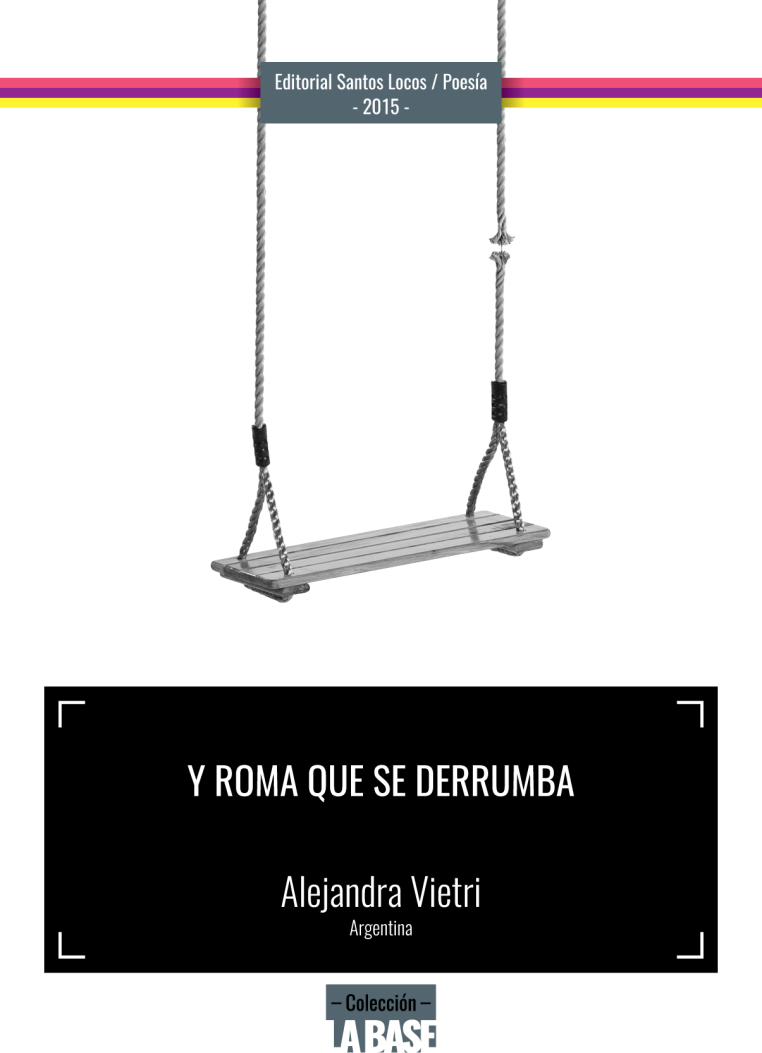 Editorial Santos Locos / Poesía
- 2015 -
Y ROMA QUE SE DERRUMBA
Alejandra Vietri
Argentina
– Colección –
LA BASE